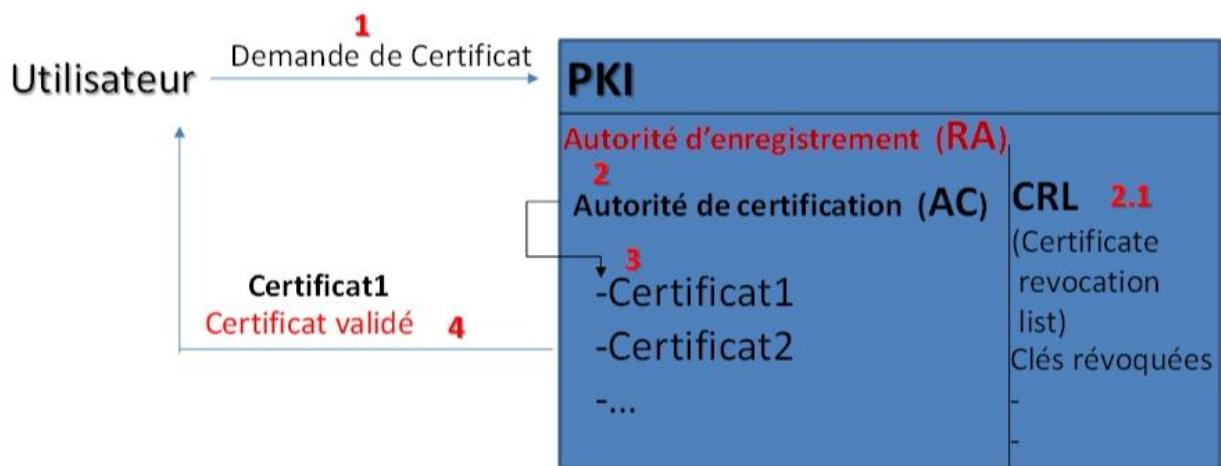 1
Demande de Certificat
Utilisateur
PKI
Autorité d’enregistrement (RA)
2
Autorité de certification (AC)
CRL 2.1
(Certificate
revocation
list)
Clés révoquées
-
-
3
-Certificat1
-Certificat2
-...
Certificat1
Certificat validé 4